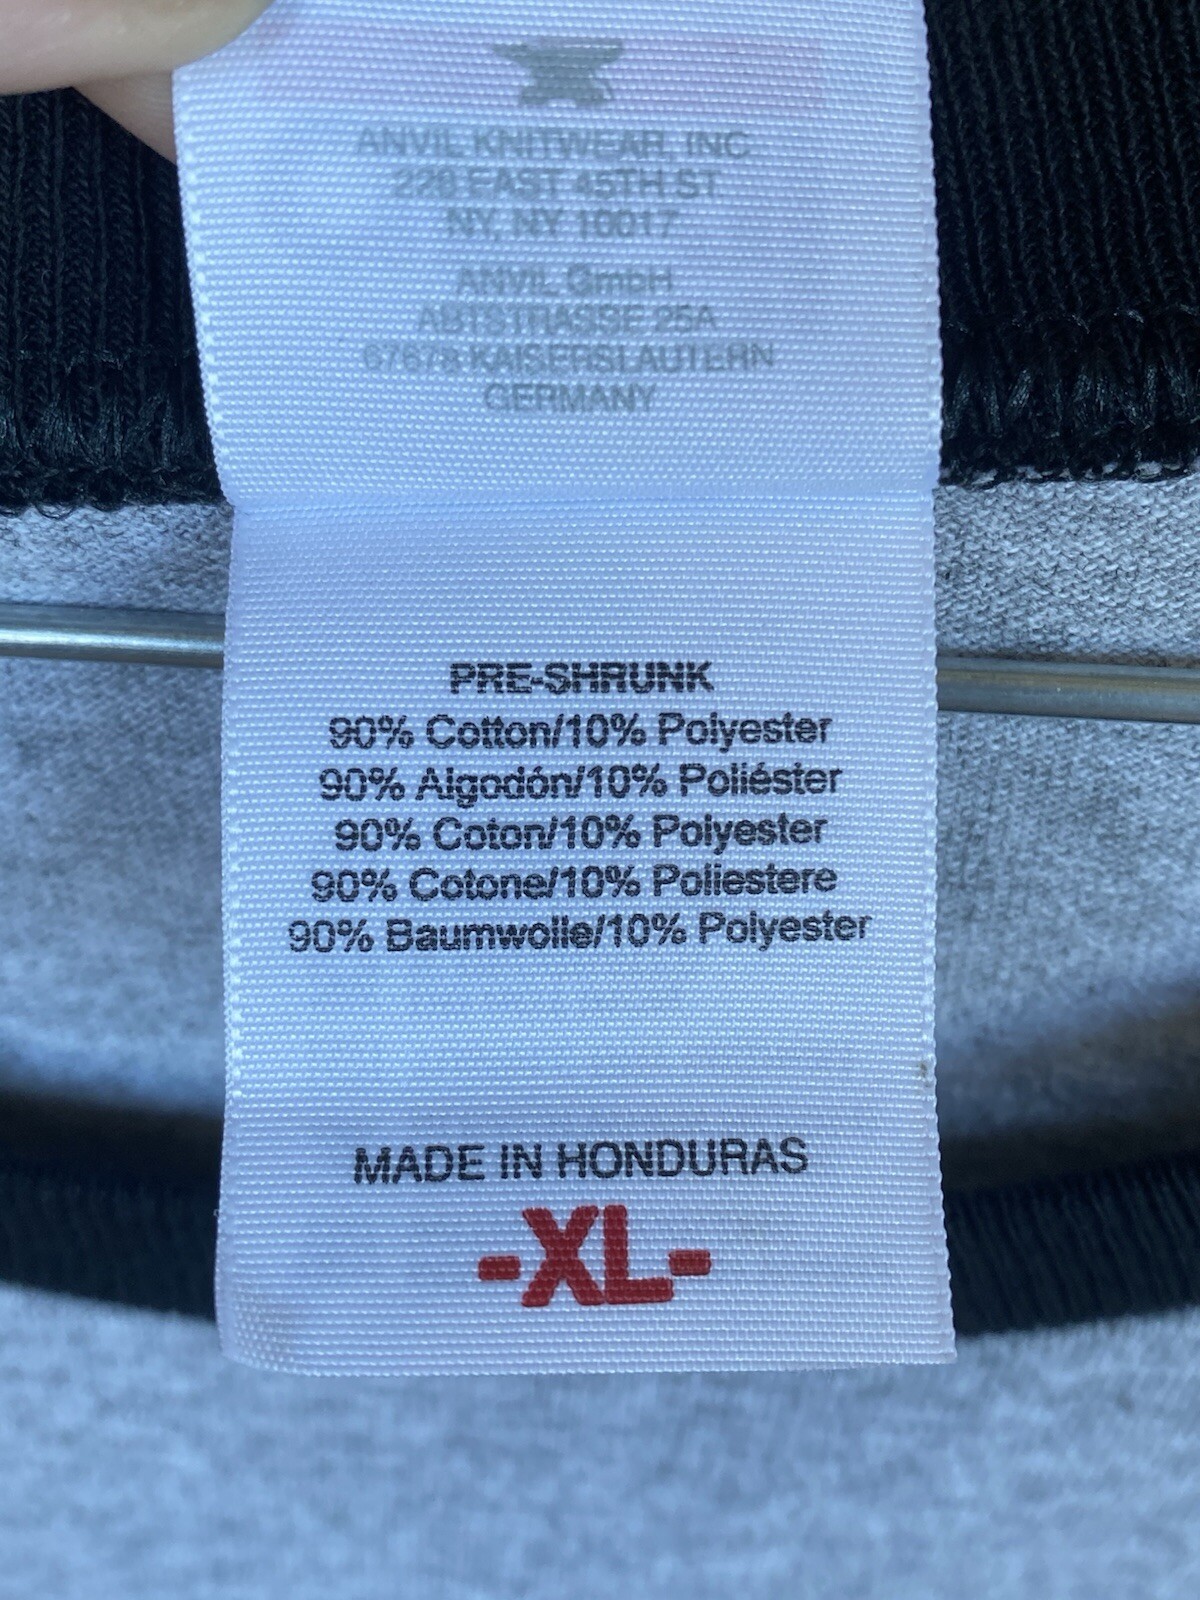 ANVIL KNITWEAR, INC
228 EAST 45TH ST
NY, NY 10017
ANVIL GmbH
ABTSTRASSE 25A
67678 KAISERSLAUTERN
GERMANY
PRE-SHRUNK
90% Cotton/10% Polyester
90% Algodón/10% Poliéster
90% Coton/10% Polyester
90% Cotone/10% Poliestere
90% Baumwolle/10% Polyester
MADE IN HONDURAS
-XL-